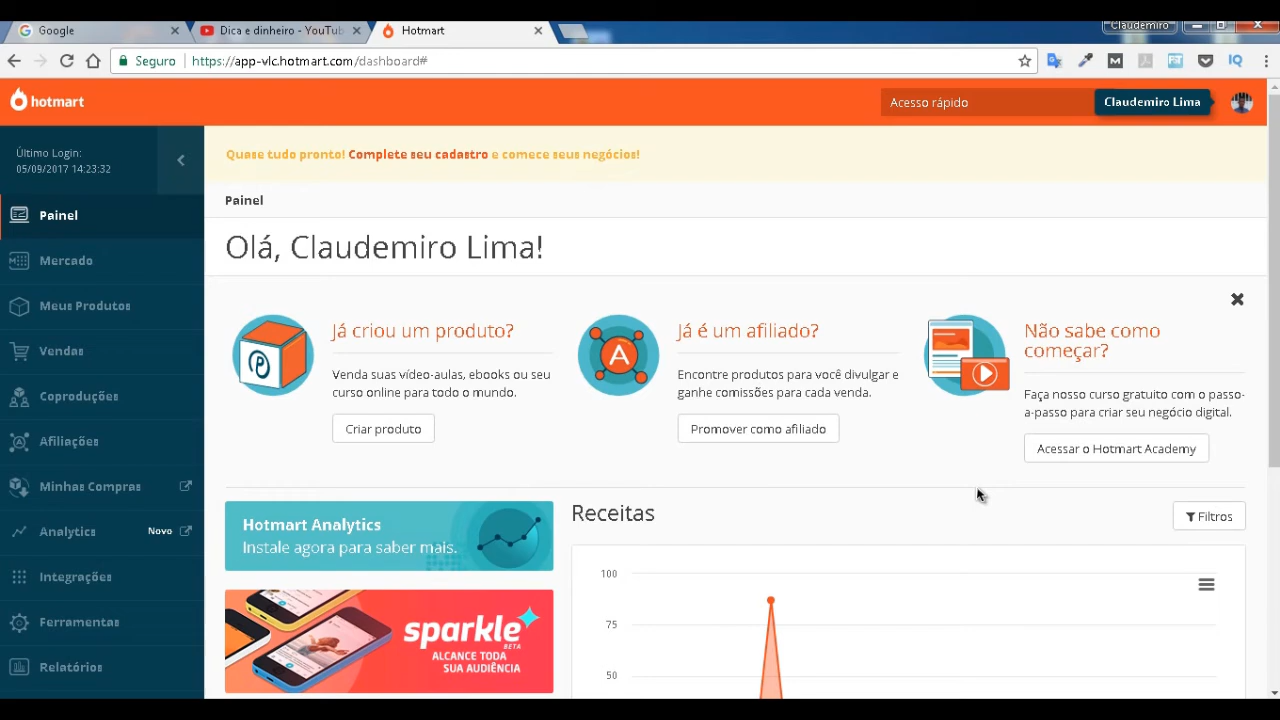 Google
Dica e dinheiro - YouTub
Hotmart
Claudemiro
Seguro
https://app-vlc.hotmart.com/dashboard#
hotmart
Acesso rápido
Claudemiro Lima
Último Login:
05/09/2017 14:23:32
Quase tudo pronto! Complete seu cadastro e comece seus negócios!
Painel
Mercado
Meus Produtos
Vendas
Coproduções
Afiliações
Minhas Compras
Analytics
Novo
Integrações
Ferramentas
Relatórios
Painel
Olá, Claudemiro Lima!
Já criou um produto?
Venda suas vídeo-aulas, ebooks ou seu
curso online para todo o mundo.
Criar produto
A
Já é um afiliado?
Encontre produtos para você divulgar e
ganhe comissões para cada venda.
Promover como afiliado
Não sabe como
começar?
Faça nosso curso gratuito com o passo-
a-passo para criar seu negócio digital.
Acessar o Hotmart Academy
Hotmart Analytics
Instale agora para saber mais.
sparkle
BETA
ALCANCE TODA
SUA AUDIÊNCIA
Receitas
Filtros
100
75
50